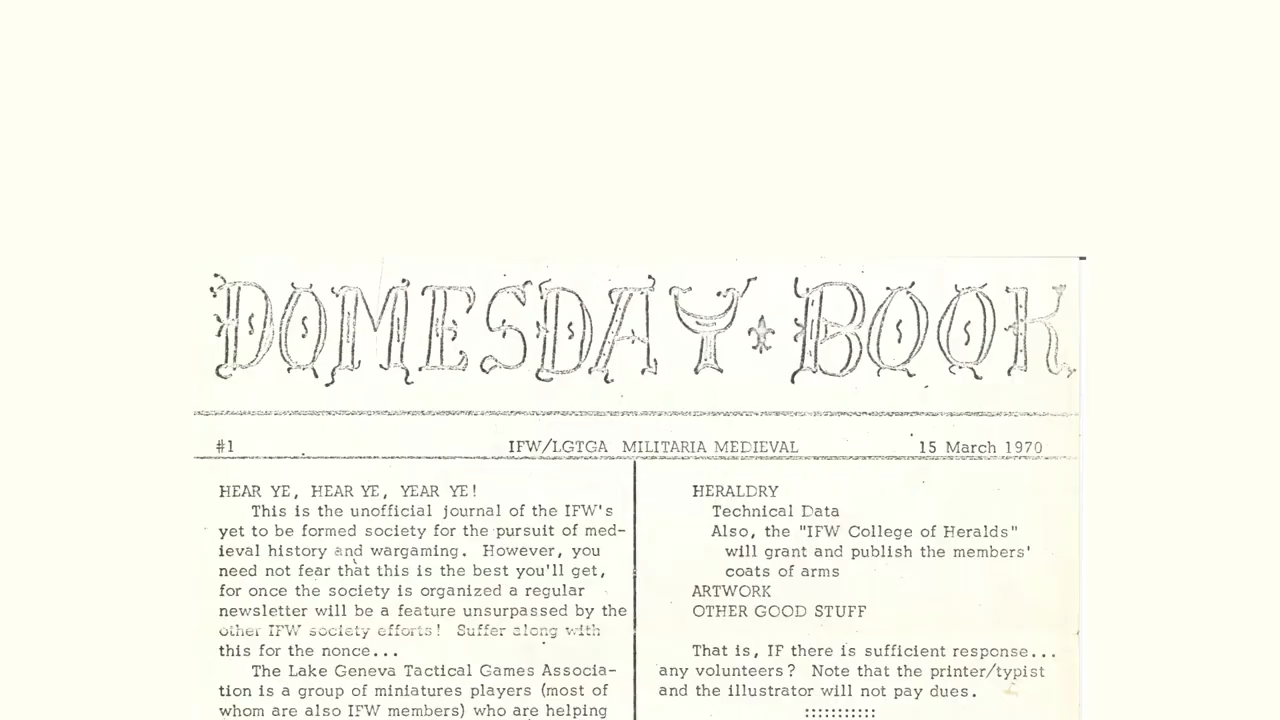 DOMESDAY BOOK
#1 IFW/LGTGA MILITARIA MEDIEVAL 15 March 1970
HEAR YE, HEAR YE, YEAR YE!
This is the unofficial journal of the IFW's
yet to be formed society for the pursuit of med-
ieval history and wargaming. However, you
need not fear that this is the best you'll get,
for once the society is organized a regular
newsletter will be a feature unsurpassed by the
other IFW society efforts! Suffer along with
this for the nonce...
The Lake Geneva Tactical Games Associa-
tion is a group of miniatures players (most of
whom are also IFW members) who are helping
HERALDRY
Technical Data
Also, the "IFW College of Heralds"
will grant and publish the members'
coats of arms
ARTWORK
OTHER GOOD STUFF
That is, IF there is sufficient response...
any volunteers? Note that the printer/typist
and the illustrator will not pay dues.
:::::::::::